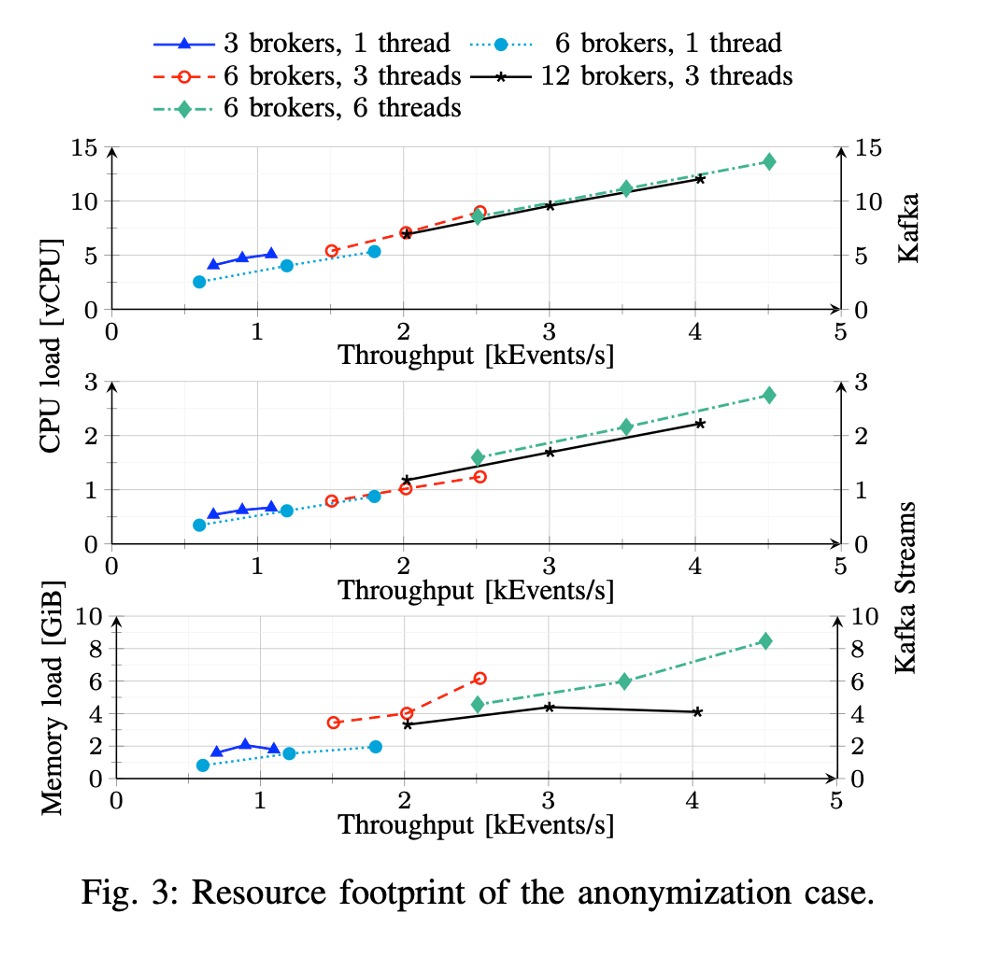 3 brokers, 1 thread
6 brokers, 1 thread
6 brokers, 3 threads
12 brokers, 3 threads
6 brokers, 6 threads
CPU load [vCPU]
15 15
10 10
5 5
0 0
0 1 2 3 4 5
Throughput [kEvents/s]
Kafka
3 3
2 2
1 1
0 0
0 1 2 3 4 5
Throughput [kEvents/s]
Kafka Streams
Memory load [GiB]
10 10
8 8
6 6
4 4
2 2
0 0
0 1 2 3 4 5
Throughput [kEvents/s]
Fig. 3: Resource footprint of the anonymization case.